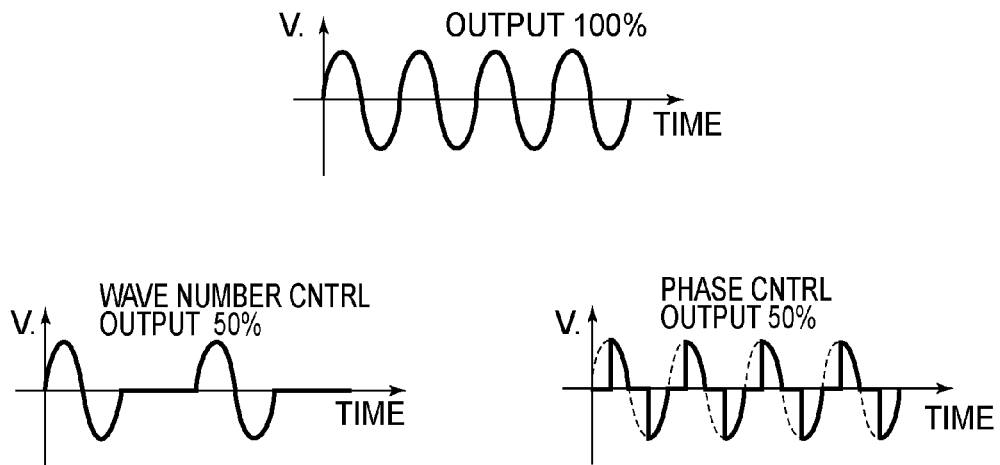 V.
OUTPUT 100%
TIME
WAVE NUMBER CNTRL
OUTPUT 50%
V.
TIME
PHASE CNTRL
OUTPUT 50%
V.
TIME